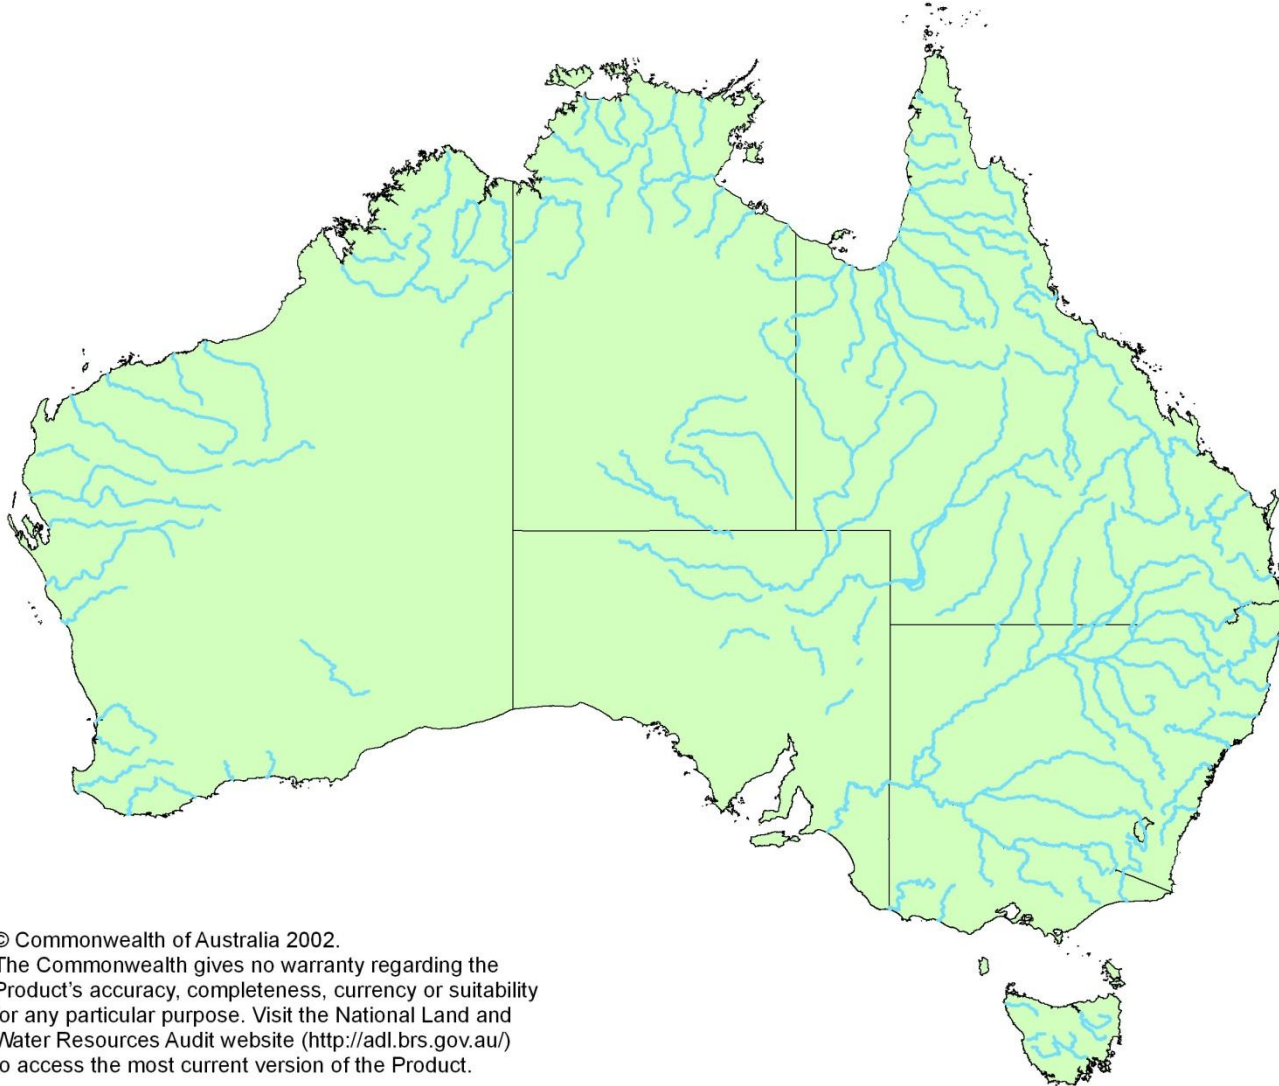 © Commonwealth of Australia 2002.
The Commonwealth gives no warranty regarding the
Product's accuracy, completeness, currency or suitability
or any particular purpose. Visit the National Land and
Water Resources Audit website (http://adl.brs.gov.au/)
to access the most current version of the Product.